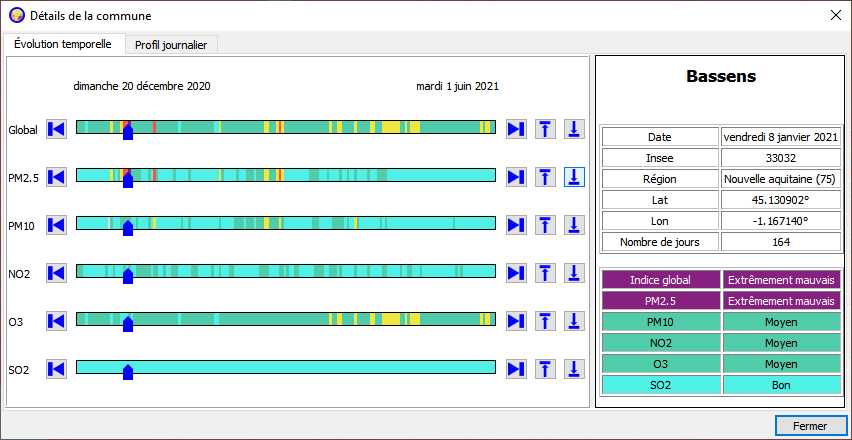 Détails de la commune
Évolution temporelle
Profil journalier
dimanche 20 décembre 2020
mardi 1 juin 2021
Global
PM2.5
PM10
NO2
O3
SO2
Bassens
Date vendredi 8 janvier 2021
Insee 33032
Région Nouvelle aquitaine (75)
Lat 45.130902°
Lon -1.167140°
Nombre de jours 164
Indice global Extrêmement mauvais
PM2.5 Extrêmement mauvais
PM10 Moyen
NO2 Moyen
O3 Moyen
SO2 Bon
Fermer